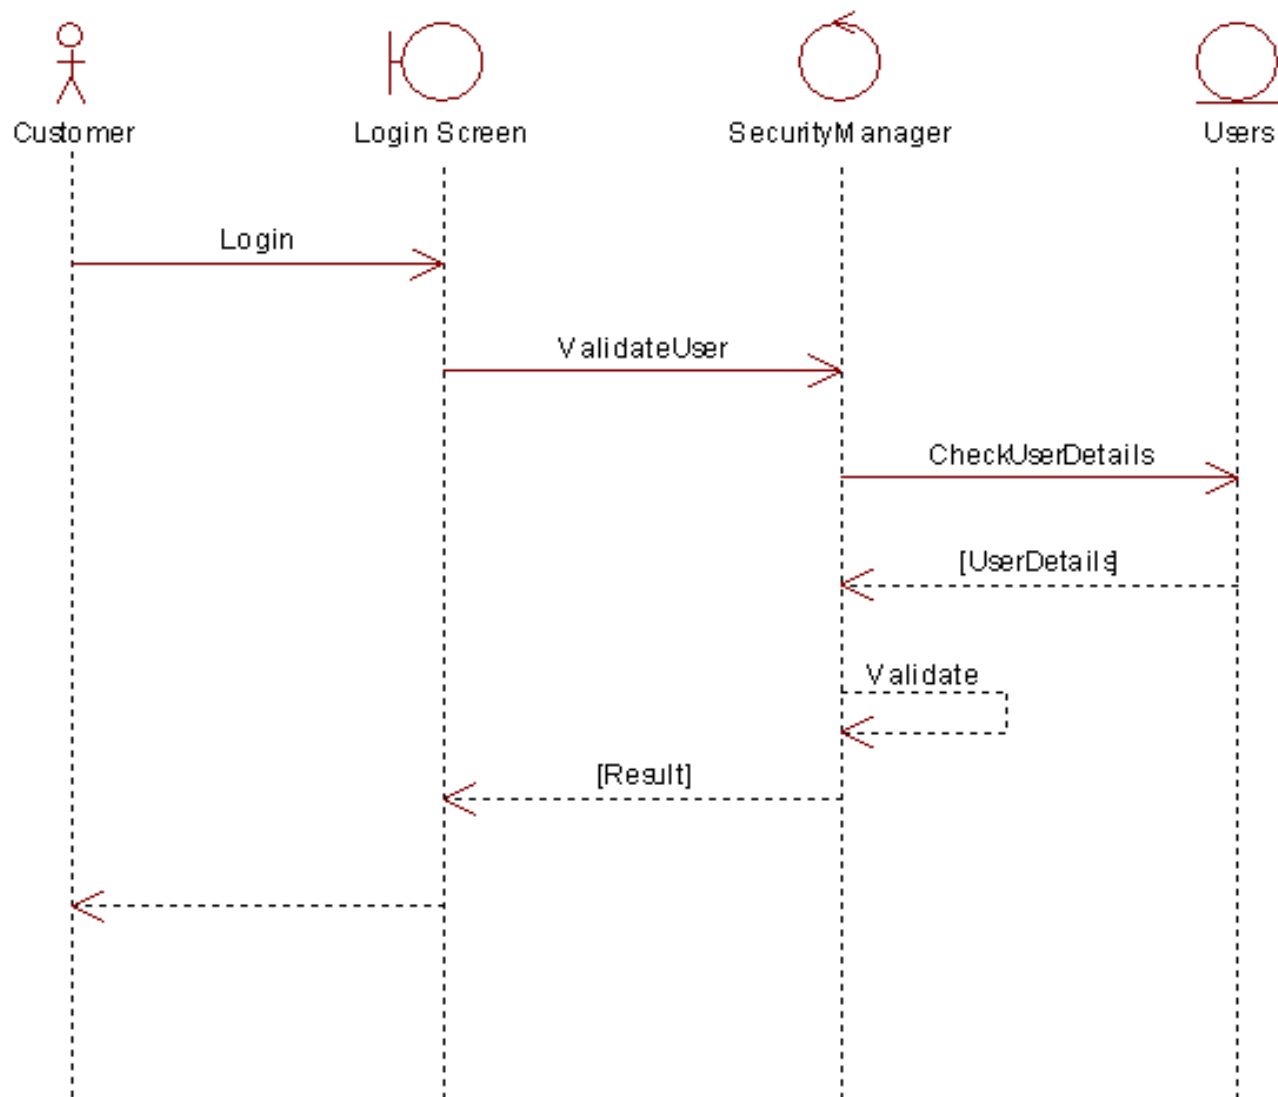 Customer
Login Screen
SecurityManager
Users
Login
ValidateUser
CheckUserDetails
[UserDetails]
Validate
[Result]